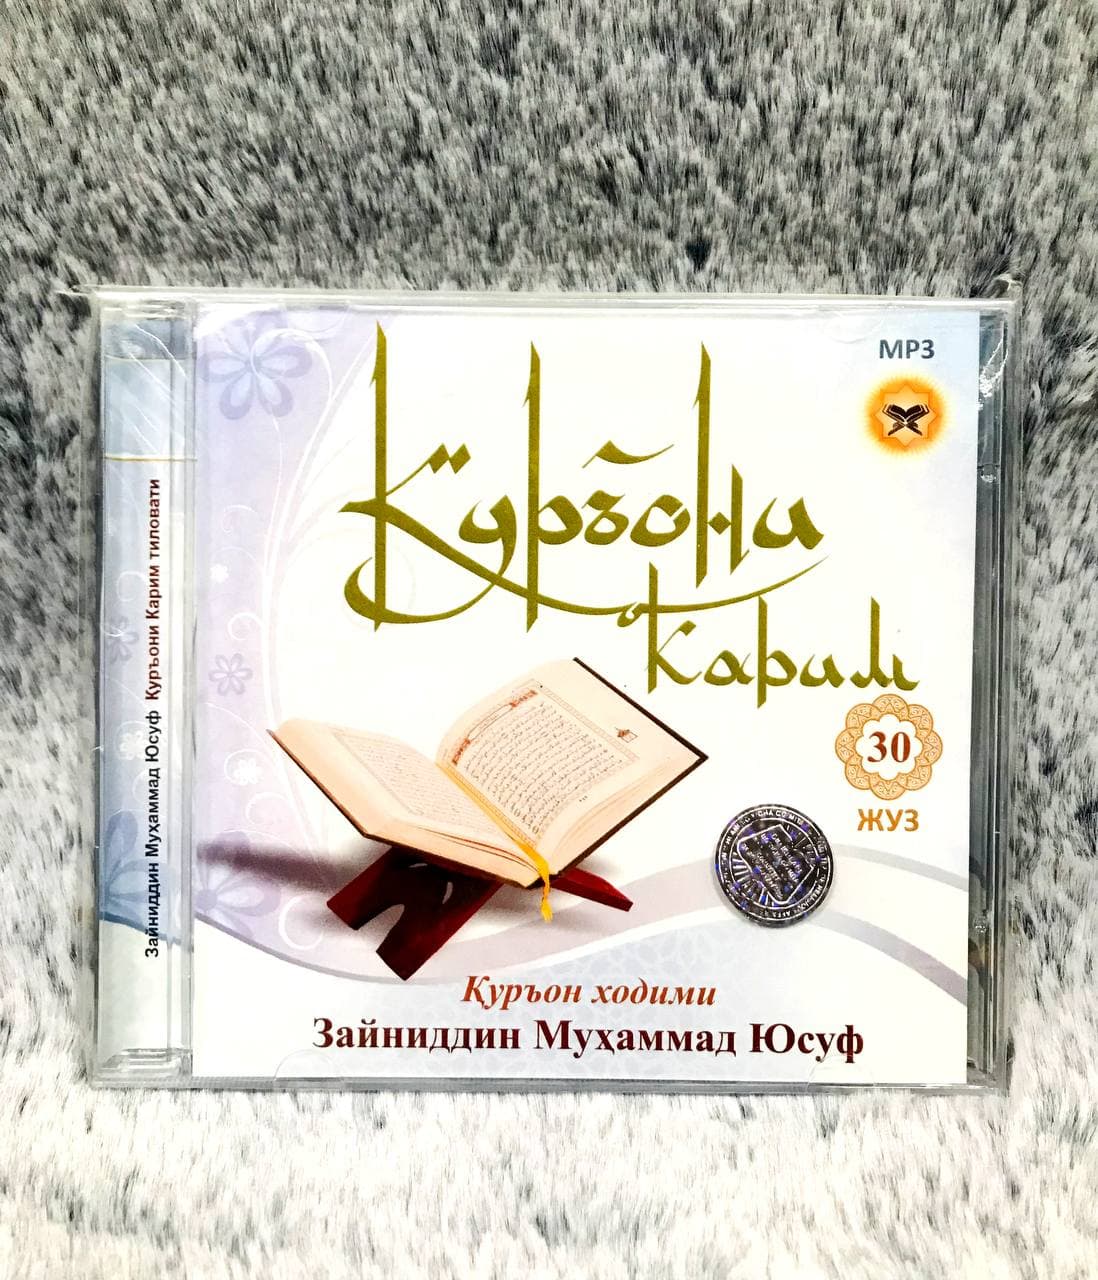 MP3
Қуръони
Карим
30
ЖУЗ
Қуръон ходими
Зайниддин Муҳаммад Юсуф
Зайниддин Муҳаммад Юсуф Қуръони Карим тиловати